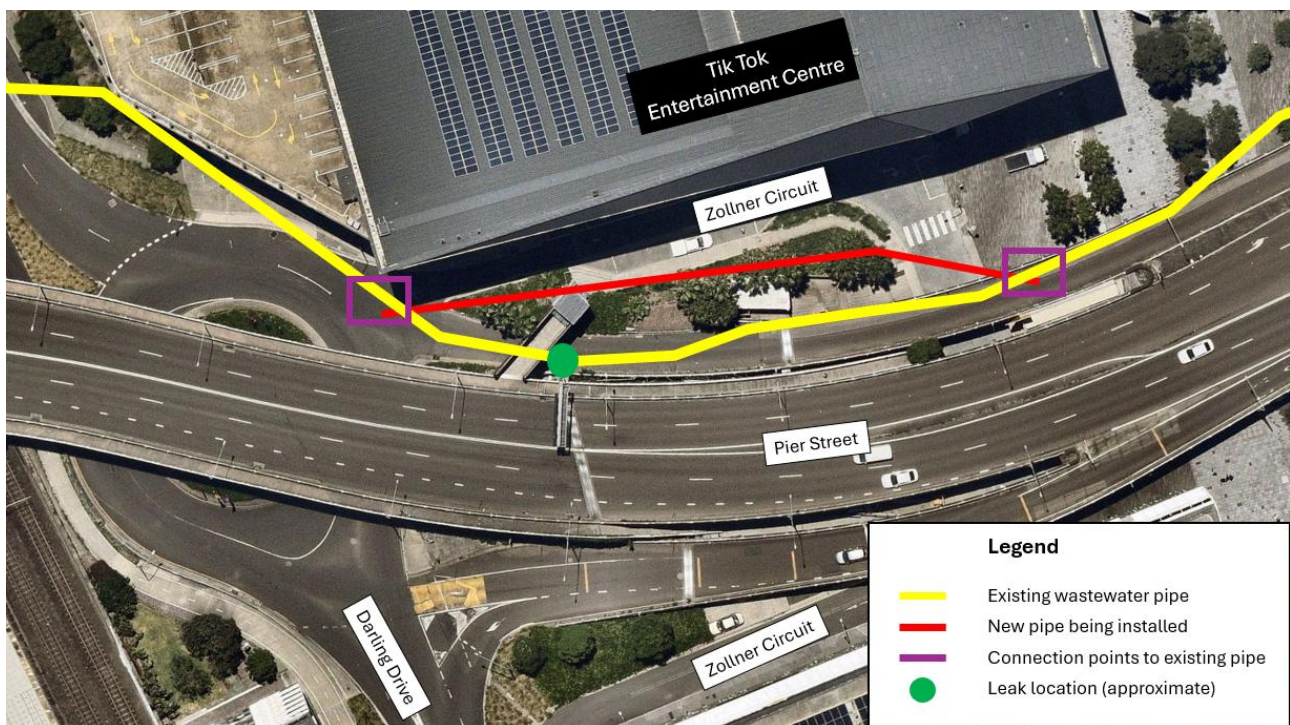 Tik Tok
Entertainment Centre
Zollner Circuit
Pier Street
Darling Drive
Zollner Circuit
Legend
Existing wastewater pipe
New pipe being installed
Connection points to existing pipe
Leak location (approximate)